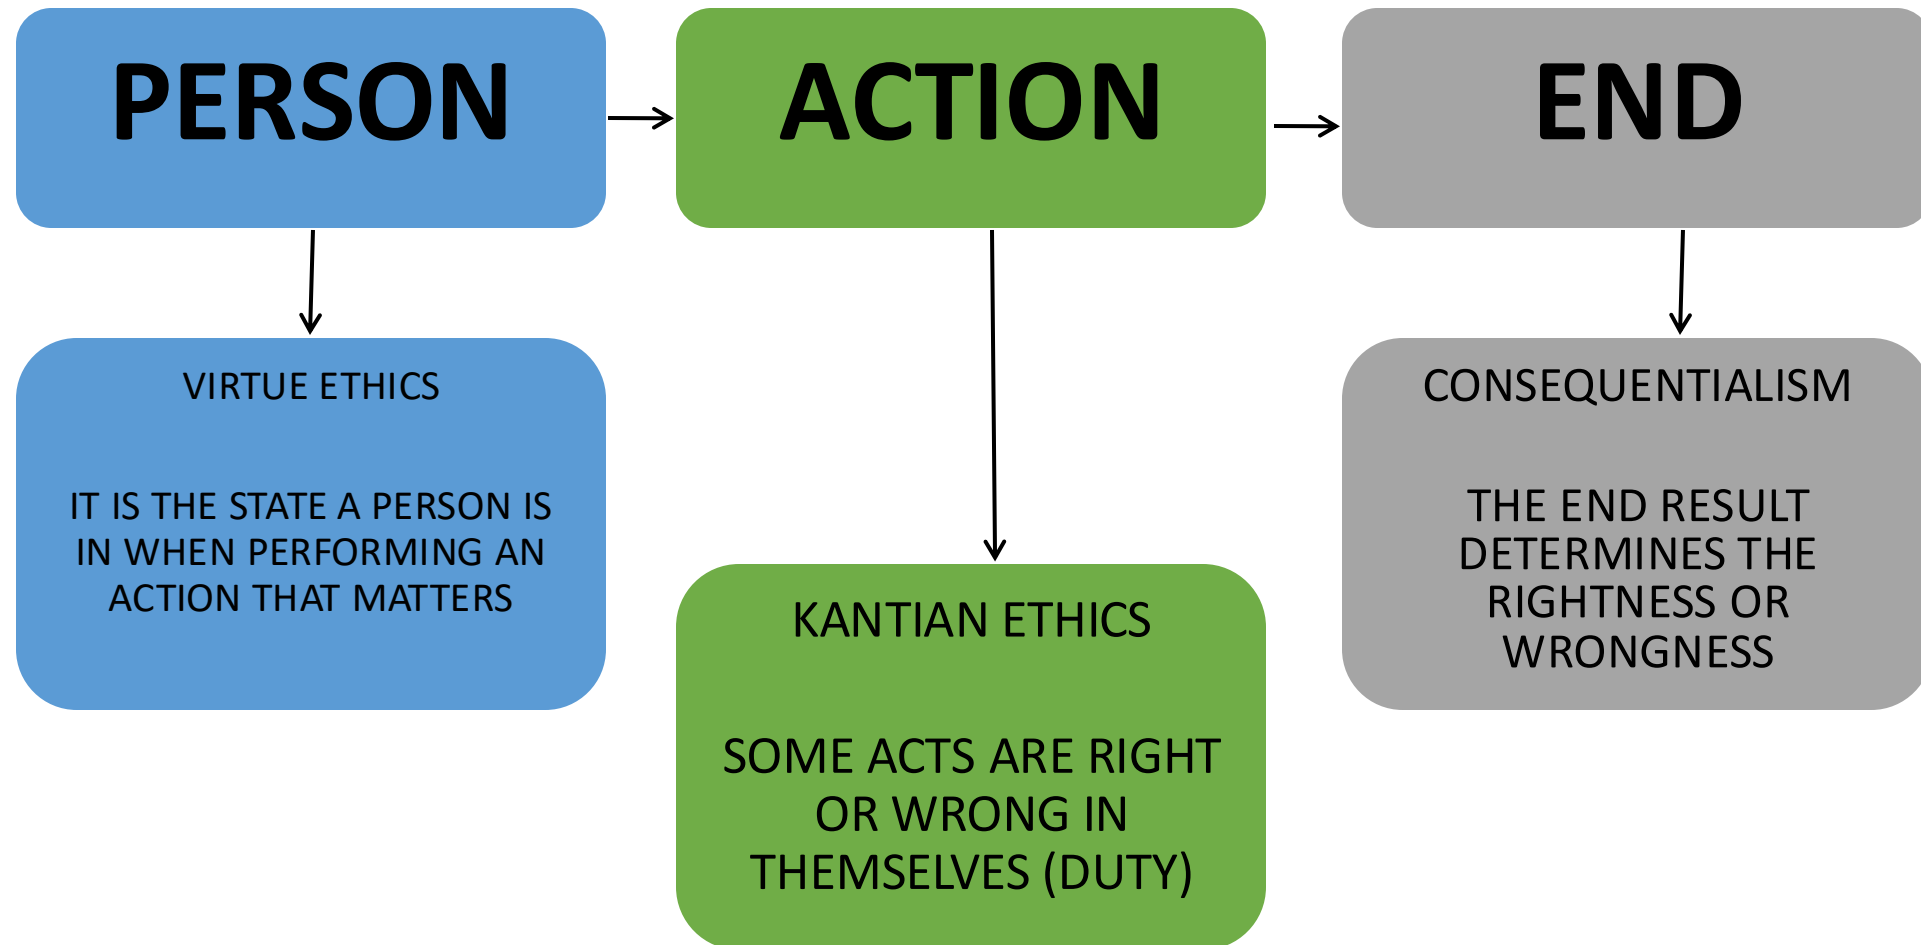 PERSON
ACTION
END
VIRTUE ETHICS
IT IS THE STATE A PERSON IS
IN WHEN PERFORMING AN
ACTION THAT MATTERS
KANTIAN ETHICS
SOME ACTS ARE RIGHT
OR WRONG IN
THEMSELVES (DUTY)
CONSEQUENTIALISM
THE END RESULT
DETERMINES THE
RIGHTNESS OR
WRONGNESS